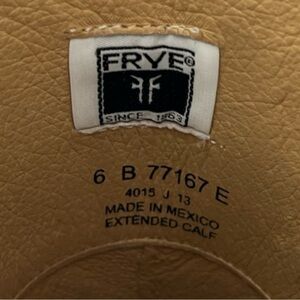 FRYE®
SINCE 1863
6 B 77167 E
4015 J 13
MADE IN MEXICO
EXTENDED CALF